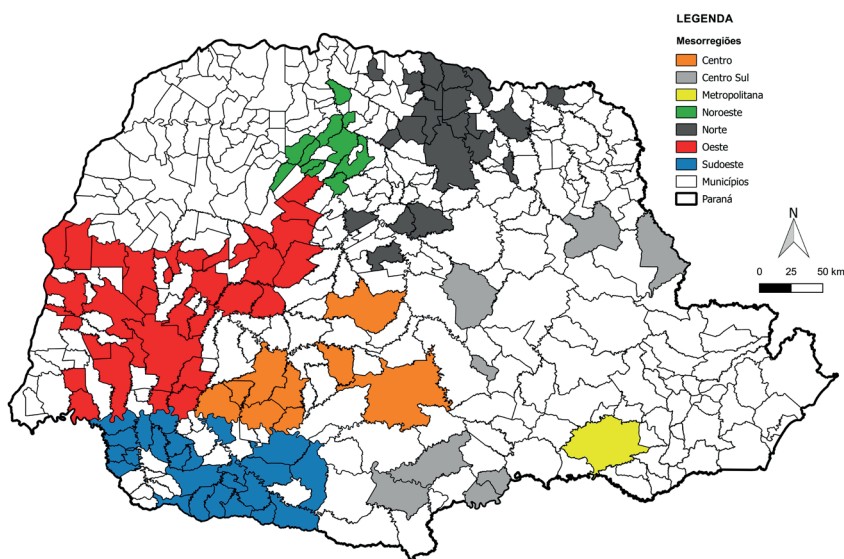 LEGENDA
Mesorregiões
Centro
Centro Sul
Metropolitana
Noroeste
Norte
Oeste
Sudoeste
Municípios
Paraná
N
0 25 50 km